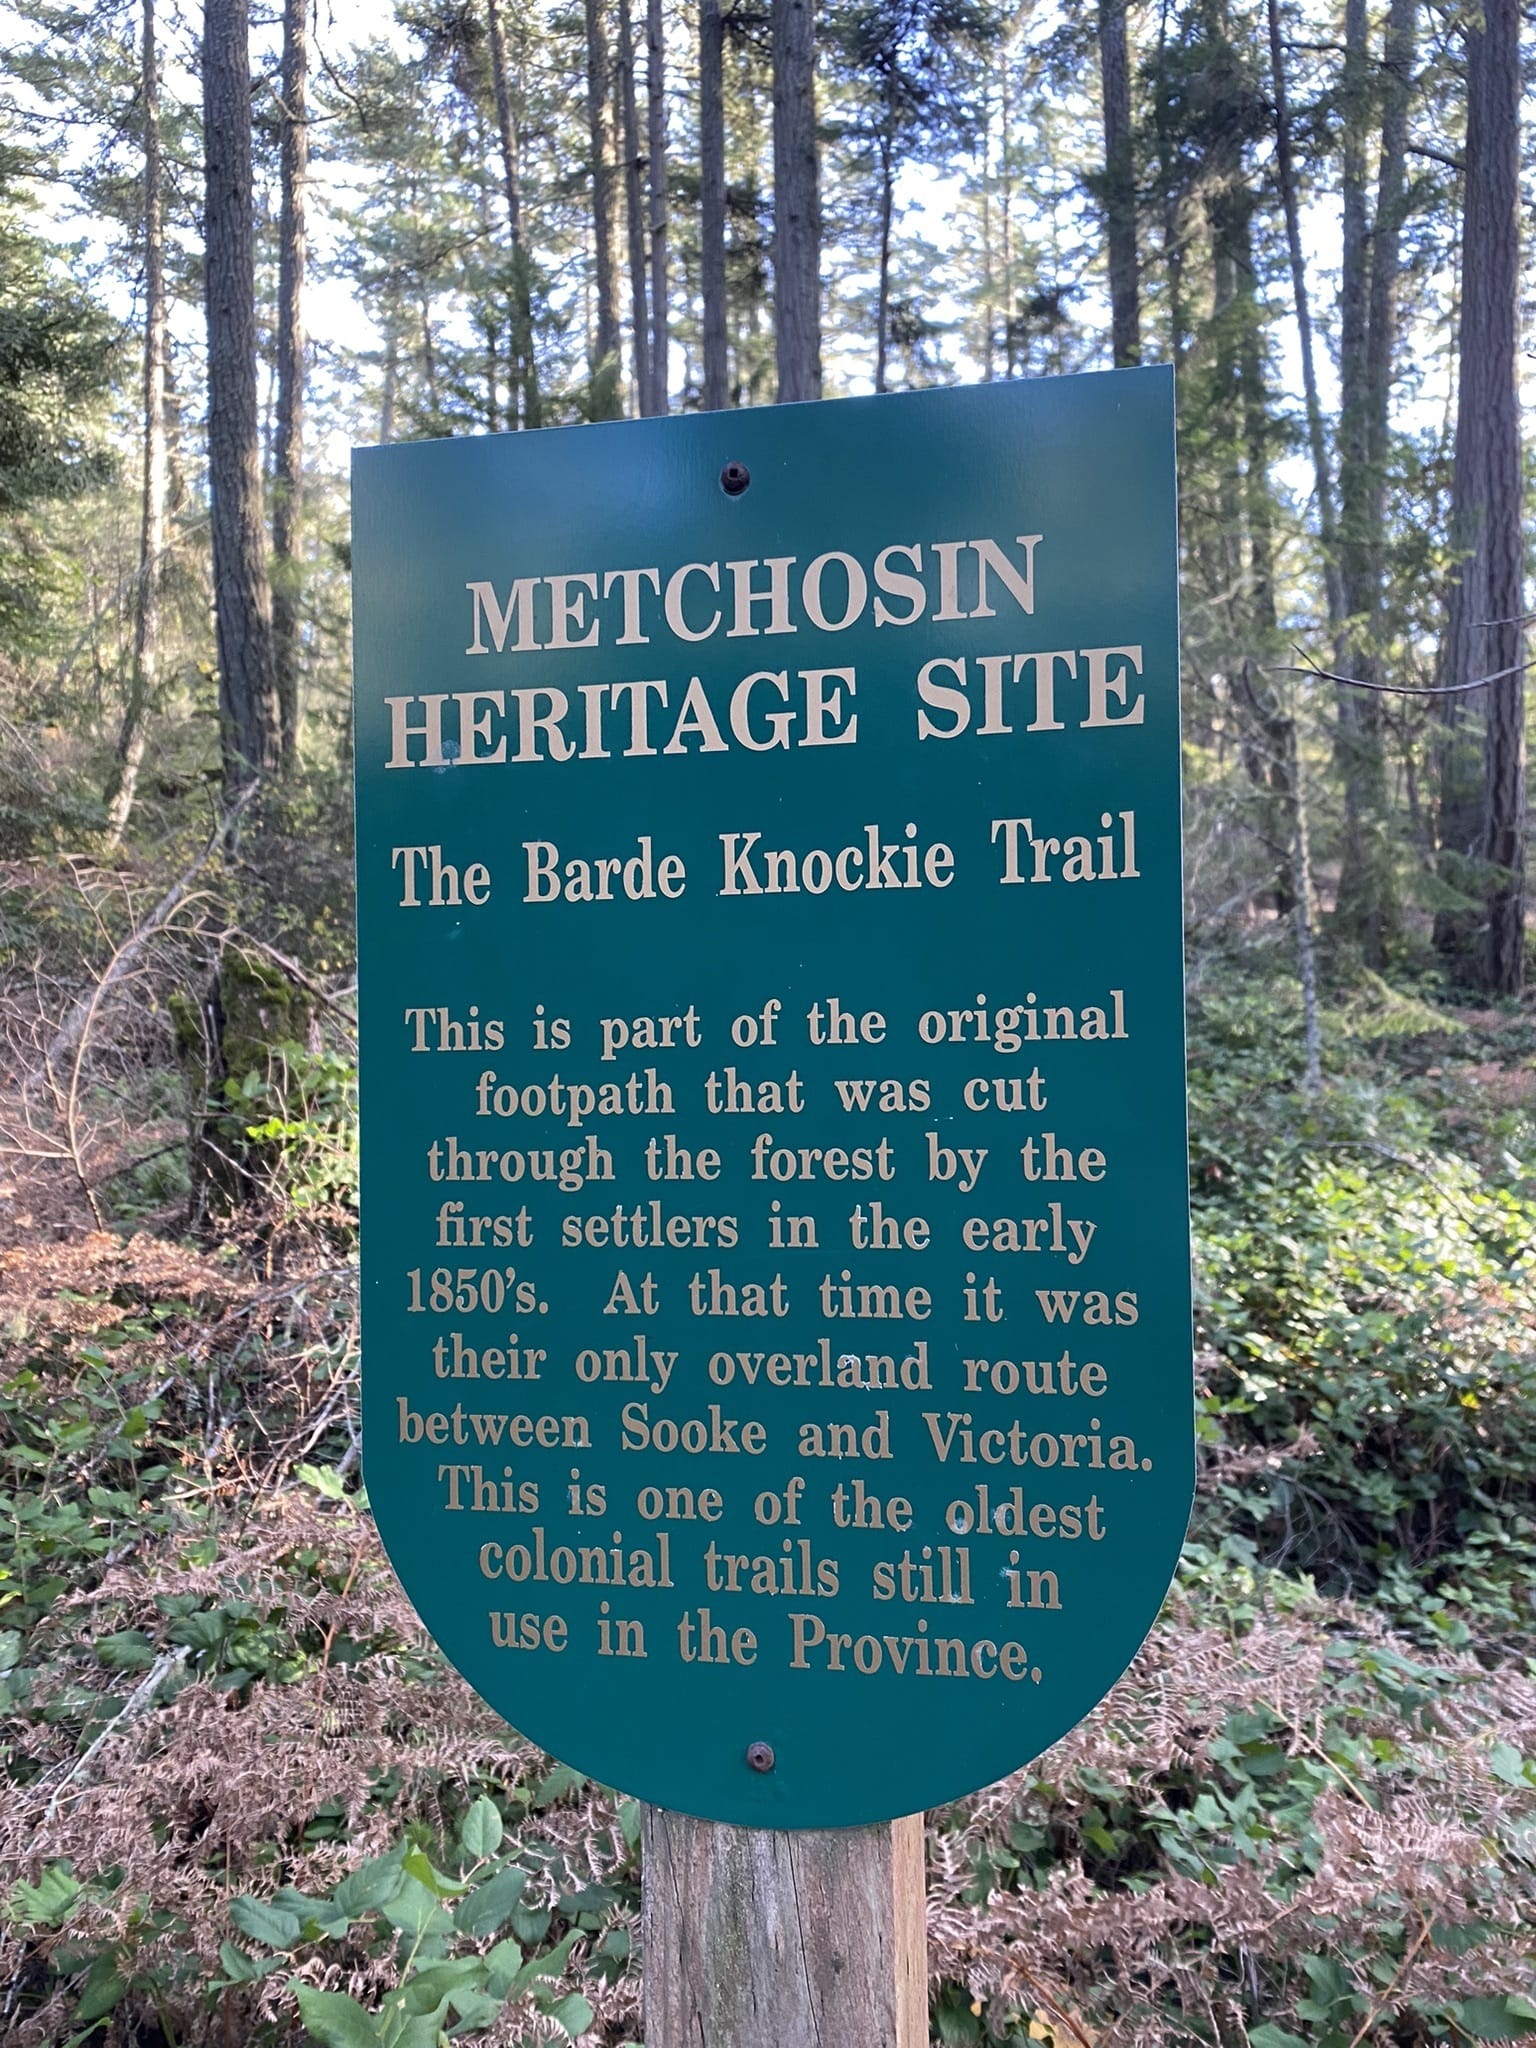 METCHOSIN
HERITAGE SITE
The Barde Knockie Trail
This is part of the original
footpath that was cut
through the forest by the
first settlers in the early
1850's. At that time it was
their only overland route
between Sooke and Victoria.
This is one of the oldest
colonial trails still in
use in the Province.